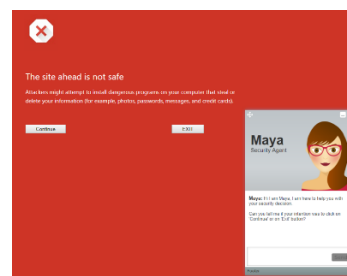 The site ahead is not safe
Attackers might attempt to install dangerous programs on your computer that steal or
delete your information (for example, photos, passwords, messages, and credit cards).
Continue
EXIT
Maya
Security Agent
Maya: Hi I am Maya, I am here to help you with
your security decision.
Can you tell me if your intention was to click on
'Continue' or on 'Exit' button?